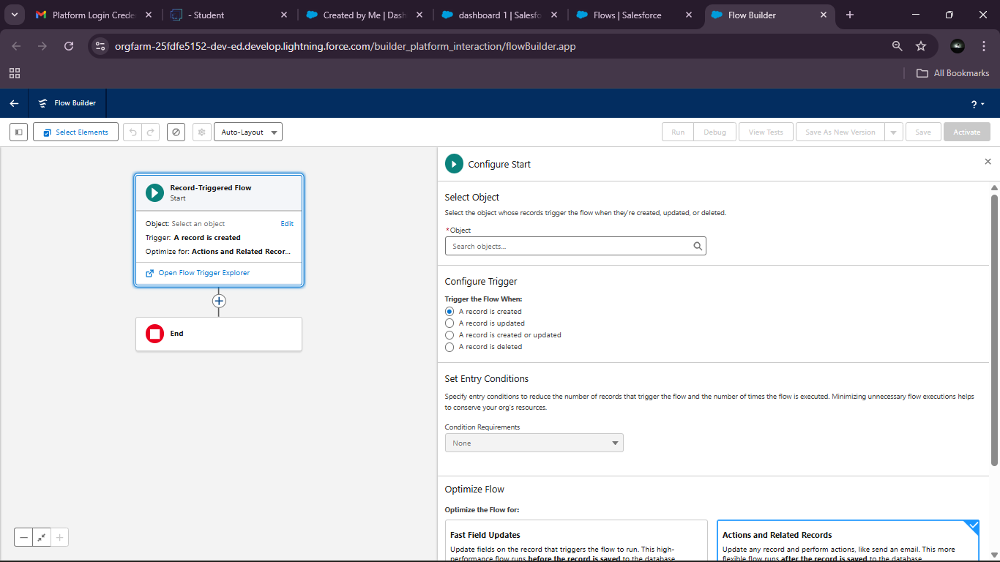 Platform Login Crede
- Student
Created by Me | Dash
dashboard 1 | Salesfo
Flows | Salesforce
Flow Builder
orgfarm-25fdfe5152-dev-ed.develop.lightning.force.com/builder_platform_interaction/flowBuilder.app
All Bookmarks
Flow Builder
?
Select Elements
Auto-Layout
Run
Debug
View Tests
Save As New Version
Save
Activate
Record-Triggered Flow
Start
Object: Select an object
Edit
Trigger: A record is created
Optimize for: Actions and Related Recor...
Open Flow Trigger Explorer
End
Configure Start
Select Object
Select the object whose records trigger the flow when they're created, updated, or deleted.
*Object
Search objects...
Configure Trigger
Trigger the Flow When:
A record is created
A record is updated
A record is created or updated
A record is deleted
Set Entry Conditions
Specify entry conditions to reduce the number of records that trigger the flow and the number of times the flow is executed. Minimizing unnecessary flow executions helps
to conserve your org's resources.
Condition Requirements
None
Optimize Flow
Optimize the Flow for:
Fast Field Updates
Update fields on the record that triggers the flow to run. This high-
performance flow runs before the record is saved to the database.
Actions and Related Records
Update any record and perform actions, like send an email. This more
flexible flow runs after the record is saved to the database.